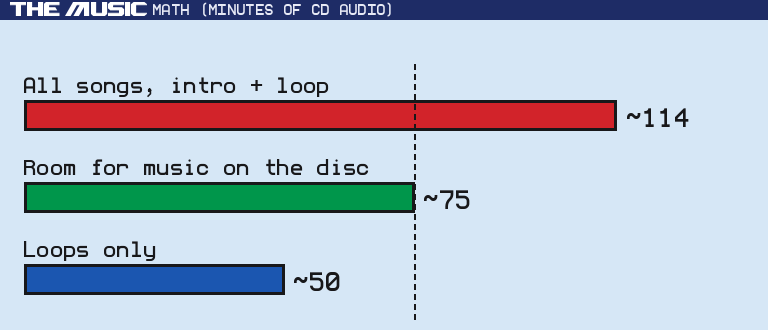 THE MUSIC MATH (MINUTES OF CD AUDIO)
All songs, intro + loop
~114
Room for music on the disc
~75
Loops only
~50